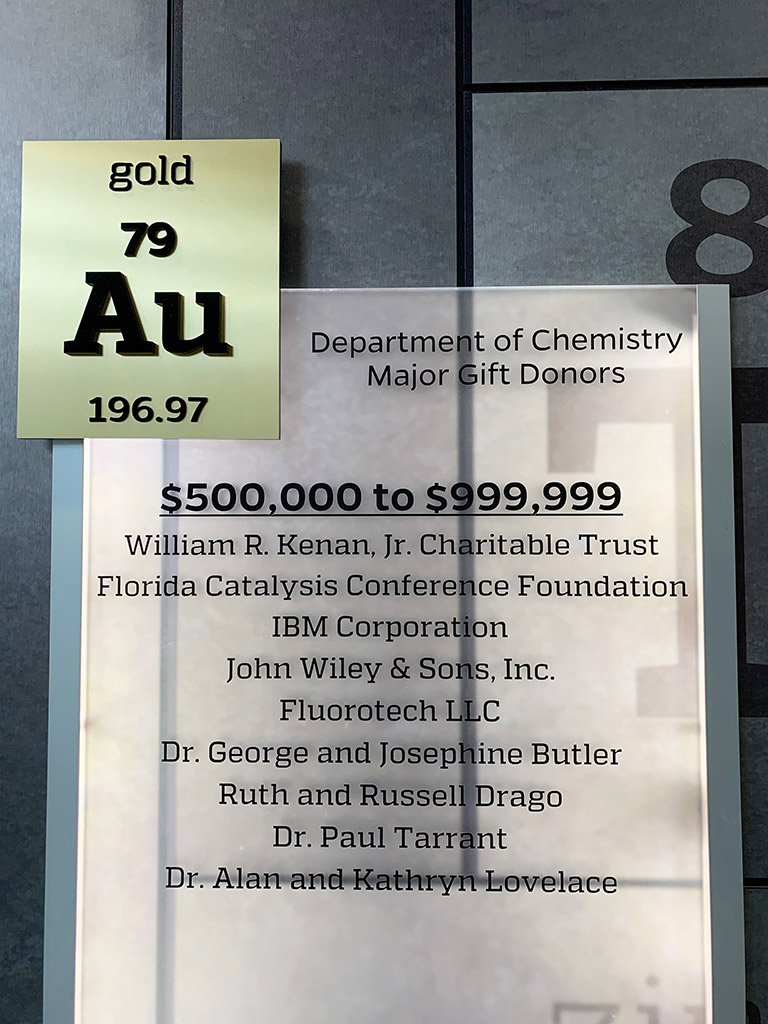 gold
79
Au
196.97
8
Department of Chemistry
Major Gift Donors
$500,000 to $999,999
William R. Kenan, Jr. Charitable Trust
Florida Catalysis Conference Foundation
IBM Corporation
John Wiley & Sons, Inc.
Fluorotech LLC
Dr. George and Josephine Butler
Ruth and Russell Drago
Dr. Paul Tarrant
Dr. Alan and Kathryn Lovelace